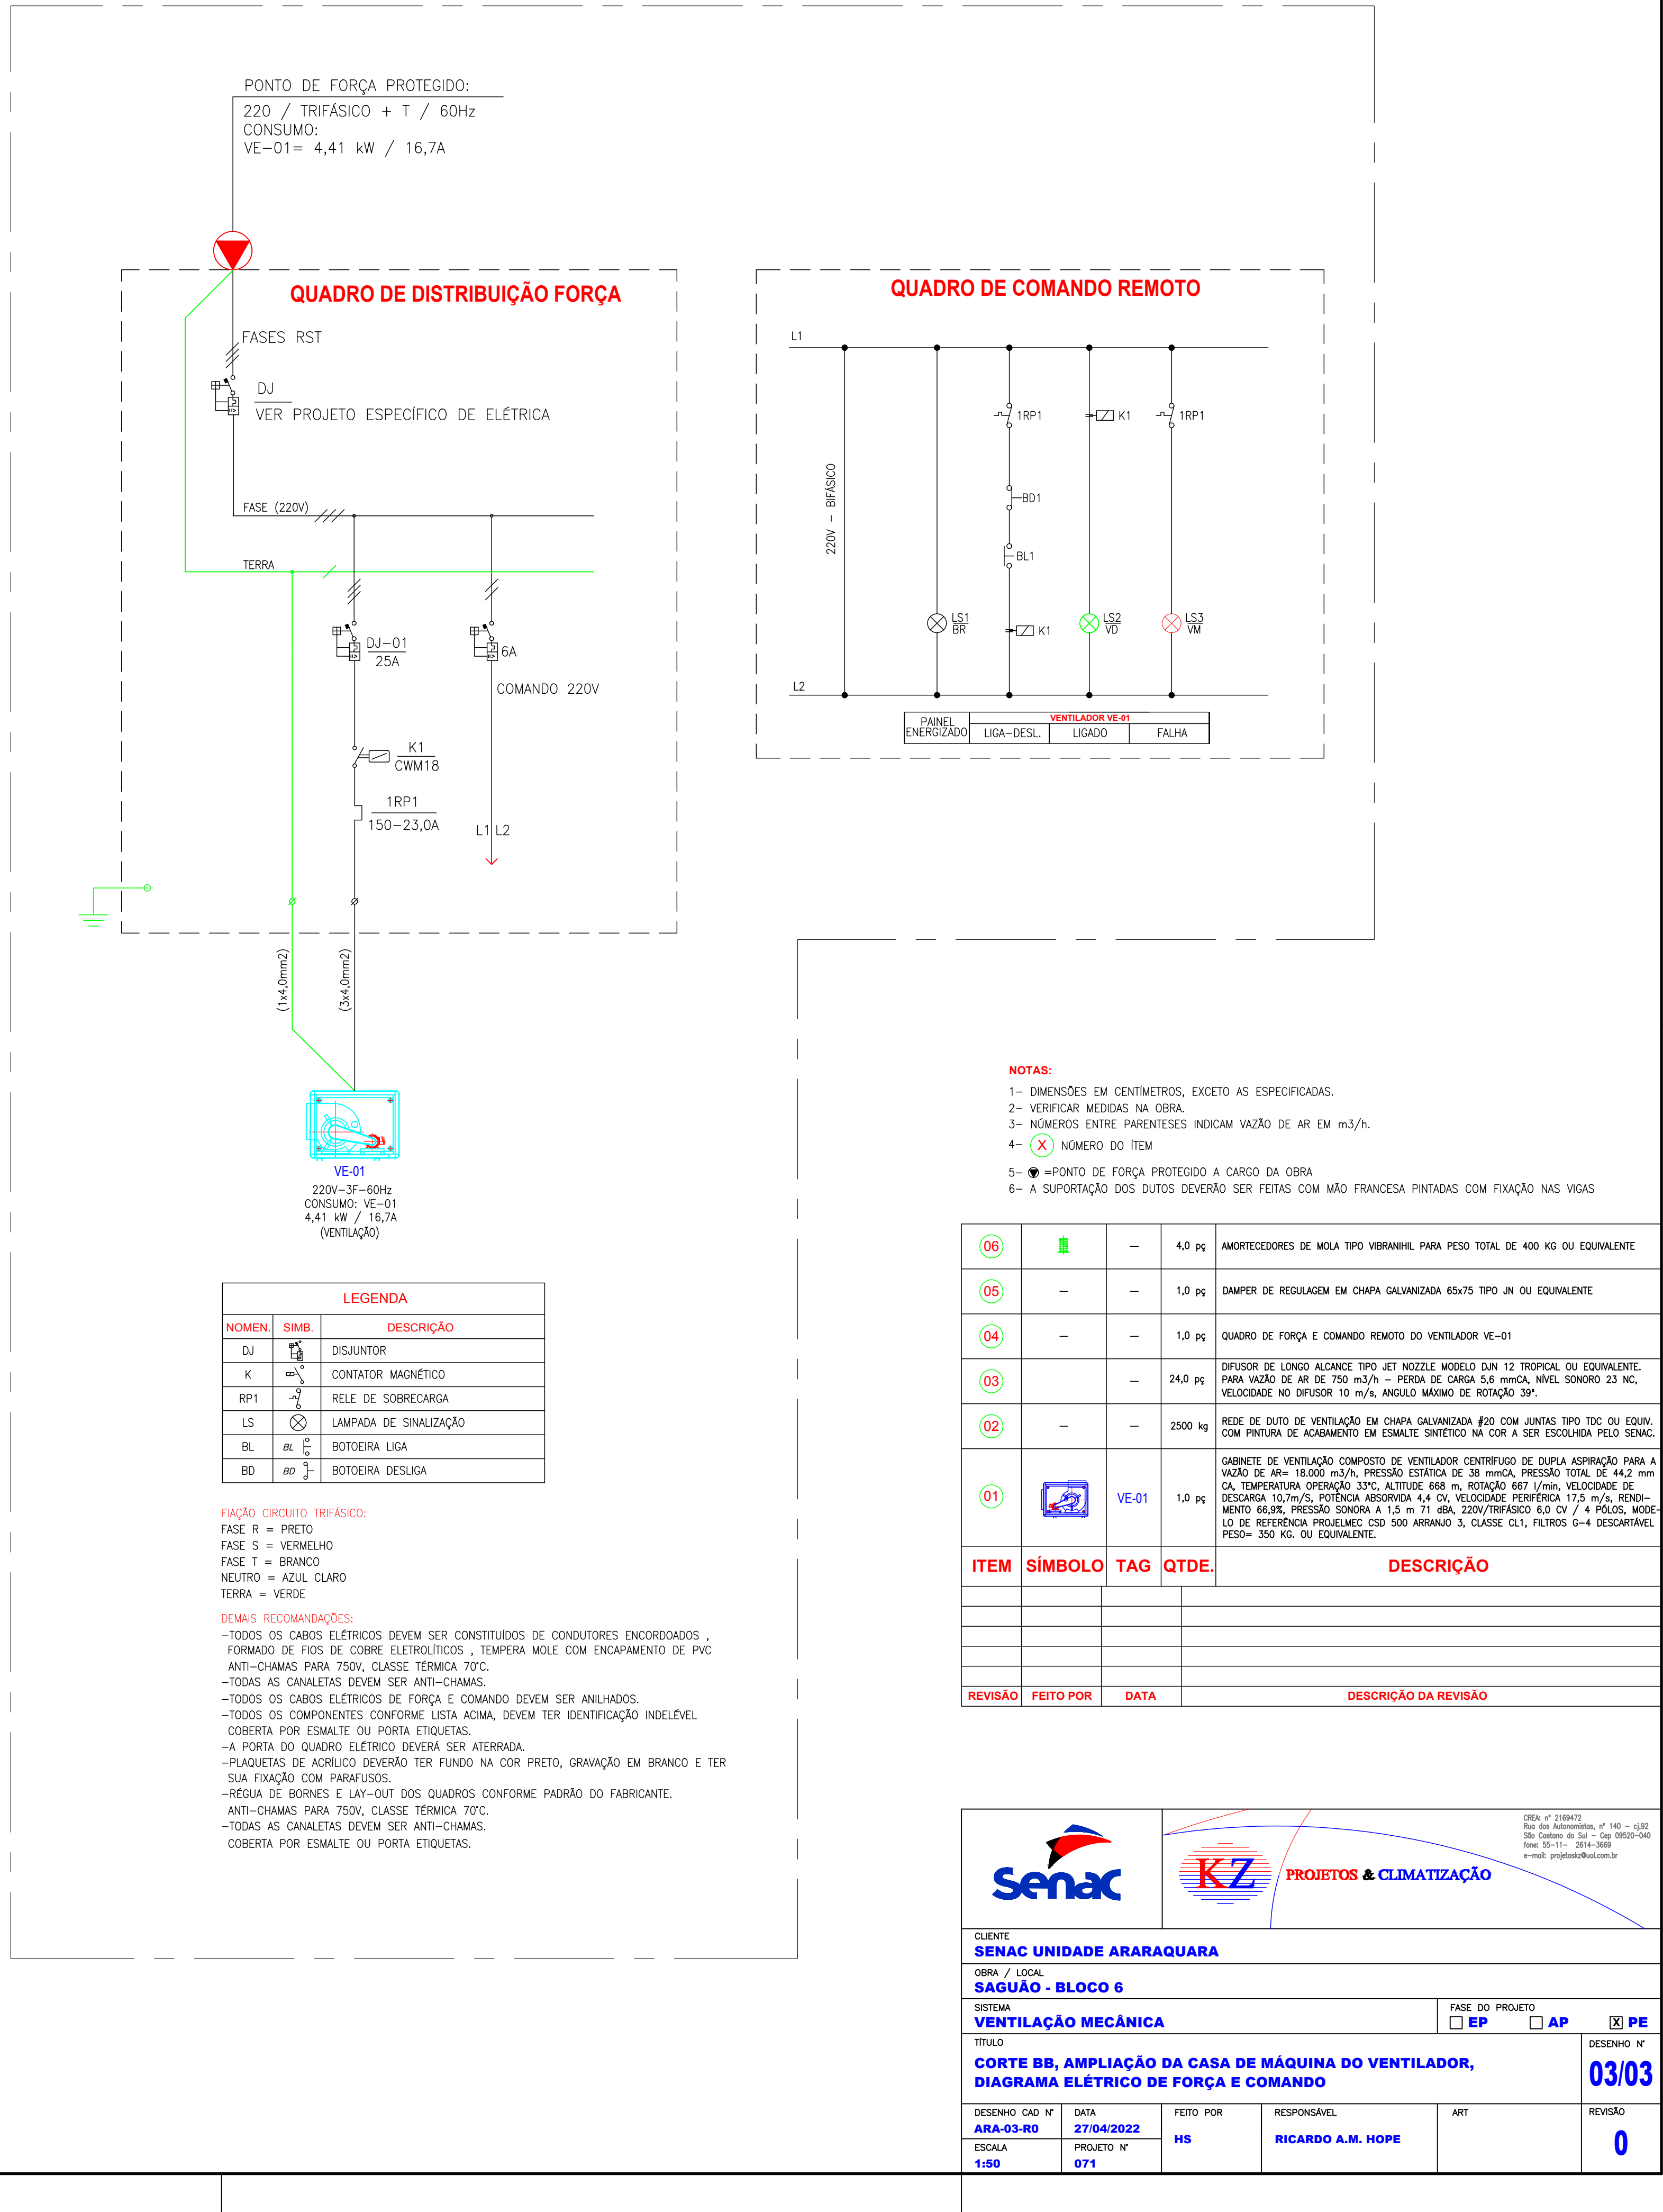 PONTO DE FORÇA PROTEGIDO:
220 / TRIFÁSICO + T / 60Hz
CONSUMO:
VE-01= 4,41 kW / 16,7A
QUADRO DE DISTRIBUIÇÃO FORÇA
FASES RST
DJ
VER PROJETO ESPECÍFICO DE ELÉTRICA
FASE (220V)
TERRA
DJ-01
25A
6A
COMANDO 220V
K1
CWM18
1RP1
150-23,0A
L1 L2
(1x4,0mm2)
(3x4,0mm2)
VE-01
220V-3F-60Hz
CONSUMO: VE-01
4,41 kW / 16,7A
(VENTILAÇÃO)
QUADRO DE COMANDO REMOTO
L1
220V - BIFÁSICO
1RP1
K1
1RP1
BD1
BL1
LS1
BR
K1
LS2
VD
LS3
VM
L2
PAINEL
ENERGIZADO
VENTILADOR VE-01
LIGA-DESL.
LIGADO
FALHA
LEGENDA
NOMEN. SIMB. DESCRIÇÃO
DJ DISJUNTOR
K CONTATOR MAGNÉTICO
RP1 RELE DE SOBRECARGA
LS LAMPADA DE SINALIZAÇÃO
BL BL BOTOEIRA LIGA
BD BD BOTOEIRA DESLIGA
FIAÇÃO CIRCUITO TRIFÁSICO:
FASE R = PRETO
FASE S = VERMELHO
FASE T = BRANCO
NEUTRO = AZUL CLARO
TERRA = VERDE
DEMAIS RECOMANDAÇÕES:
-TODOS OS CABOS ELÉTRICOS DEVEM SER CONSTITUÍDOS DE CONDUTORES ENCORDOADOS ,
FORMADO DE FIOS DE COBRE ELETROLÍTICOS , TEMPERA MOLE COM ENCAPAMENTO DE PVC
ANTI-CHAMAS PARA 750V, CLASSE TÉRMICA 70°C.
-TODAS AS CANALETAS DEVEM SER ANTI-CHAMAS.
-TODOS OS CABOS ELÉTRICOS DE FORÇA E COMANDO DEVEM SER ANILHADOS.
-TODOS OS COMPONENTES CONFORME LISTA ACIMA, DEVEM TER IDENTIFICAÇÃO INDELÉVEL
COBERTA POR ESMALTE OU PORTA ETIQUETAS.
-A PORTA DO QUADRO ELÉTRICO DEVERÁ SER ATERRADA.
-PLAQUETAS DE ACRÍLICO DEVERÃO TER FUNDO NA COR PRETO, GRAVAÇÃO EM BRANCO E TER
SUA FIXAÇÃO COM PARAFUSOS.
-RÉGUA DE BORNES E LAY-OUT DOS QUADROS CONFORME PADRÃO DO FABRICANTE.
ANTI-CHAMAS PARA 750V, CLASSE TÉRMICA 70°C.
-TODAS AS CANALETAS DEVEM SER ANTI-CHAMAS.
COBERTA POR ESMALTE OU PORTA ETIQUETAS.
NOTAS:
1- DIMENSÕES EM CENTÍMETROS, EXCETO AS ESPECIFICADAS.
2- VERIFICAR MEDIDAS NA OBRA.
3- NÚMEROS ENTRE PARENTESES INDICAM VAZÃO DE AR EM m3/h.
4- X NÚMERO DO ÍTEM
5- =PONTO DE FORÇA PROTEGIDO A CARGO DA OBRA
6- A SUPORTAÇÃO DOS DUTOS DEVERÃO SER FEITAS COM MÃO FRANCESA PINTADAS COM FIXAÇÃO NAS VIGAS
06 - 4,0 pç AMORTECEDORES DE MOLA TIPO VIBRANIHIL PARA PESO TOTAL DE 400 KG OU EQUIVALENTE
05 - - 1,0 pç DAMPER DE REGULAGEM EM CHAPA GALVANIZADA 65x75 TIPO JN OU EQUIVALENTE
04 - - 1,0 pç QUADRO DE FORÇA E COMANDO REMOTO DO VENTILADOR VE-01
03 - 24,0 pç DIFUSOR DE LONGO ALCANCE TIPO JET NOZZLE MODELO DJN 12 TROPICAL OU EQUIVALENTE.
PARA VAZÃO DE AR DE 750 m3/h - PERDA DE CARGA 5,6 mmCA, NÍVEL SONORO 23 NC,
VELOCIDADE NO DIFUSOR 10 m/s, ANGULO MÁXIMO DE ROTAÇÃO 39°.
02 - - 2500 kg REDE DE DUTO DE VENTILAÇÃO EM CHAPA GALVANIZADA #20 COM JUNTAS TIPO TDC OU EQUIV.
COM PINTURA DE ACABAMENTO EM ESMALTE SINTÉTICO NA COR A SER ESCOLHIDA PELO SENAC.
01 VE-01 1,0 pç GABINETE DE VENTILAÇÃO COMPOSTO DE VENTILADOR CENTRÍFUGO DE DUPLA ASPIRAÇÃO PARA A
VAZÃO DE AR= 18.000 m3/h, PRESSÃO ESTÁTICA DE 38 mmCA, PRESSÃO TOTAL DE 44,2 mm
CA, TEMPERATURA OPERAÇÃO 33°C, ALTITUDE 668 m, ROTAÇÃO 667 l/min, VELOCIDADE DE
DESCARGA 10,7m/S, POTÊNCIA ABSORVIDA 4,4 CV, VELOCIDADE PERIFÉRICA 17,5 m/s, RENDI-
MENTO 66,9%, PRESSÃO SONORA A 1,5 m 71 dBA, 220V/TRIFÁSICO 6,0 CV / 4 PÓLOS, MODE-
LO DE REFERÊNCIA PROJELMEC CSD 500 ARRANJO 3, CLASSE CL1, FILTROS G-4 DESCARTÁVEL
PESO= 350 KG. OU EQUIVALENTE.
ITEM SÍMBOLO TAG QTDE. DESCRIÇÃO
REVISÃO FEITO POR DATA DESCRIÇÃO DA REVISÃO
Senac
KZ PROJETOS & CLIMATIZAÇÃO
CREA: n° 2169472
Rua dos Autonomistas, n° 140 - cj.92
São Caetano do Sul - Cep 09520-040
fone: 55-11- 2614-3669
e-mail: projetoskz@uol.com.br
CLIENTE
SENAC UNIDADE ARARAQUARA
OBRA / LOCAL
SAGUÃO - BLOCO 6
SISTEMA
VENTILAÇÃO MECÂNICA
FASE DO PROJETO
EP AP X PE
TÍTULO
CORTE BB, AMPLIAÇÃO DA CASA DE MÁQUINA DO VENTILADOR,
DIAGRAMA ELÉTRICO DE FORÇA E COMANDO
DESENHO N°
03/03
DESENHO CAD N°
ARA-03-R0
DATA
27/04/2022
FEITO POR
HS
RESPONSÁVEL
RICARDO A.M. HOPE
ART
REVISÃO
0
ESCALA
1:50
PROJETO N°
071